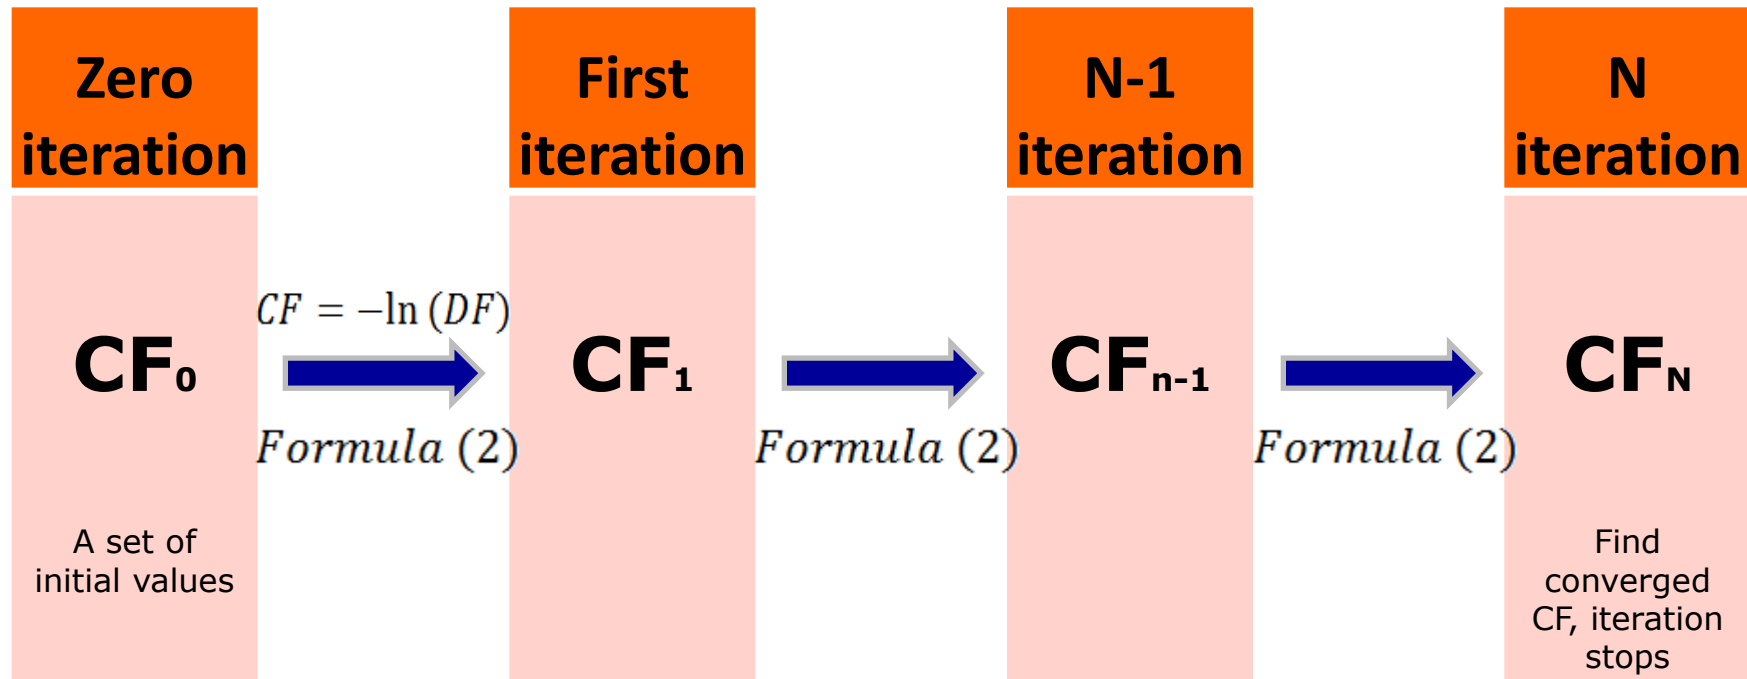 Zero
iteration
First
iteration
N-1
iteration
N
iteration
CF₀
CF = −ln (DF)
Formula (2)
CF₁
Formula (2)
CFₙ₋₁
Formula (2)
CF_N
A set of
initial values
Find
converged
CF, iteration
stops